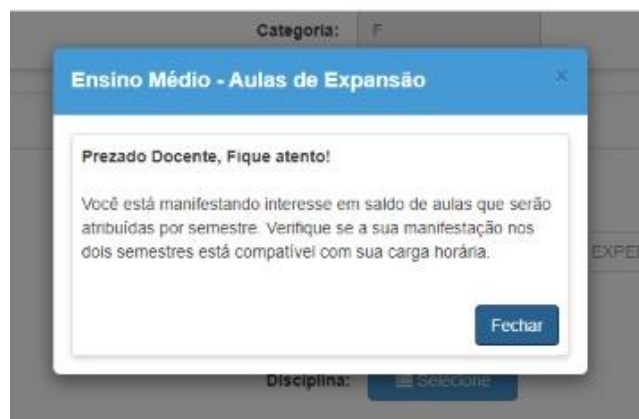 Categoria: F
Ensino Médio - Aulas de Expansão ×
Prezado Docente, Fique atento!
Você está manifestando interesse em saldo de aulas que serão
atribuídas por semestre. Verifique se a sua manifestação nos
dois semestres está compatível com sua carga horária.
EXPE
Fechar
Disciplina: Selecione